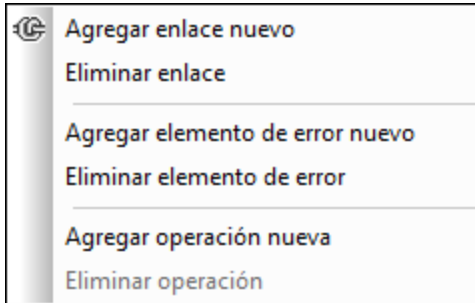 Agregar enlace nuevo
Eliminar enlace
Agregar elemento de error nuevo
Eliminar elemento de error
Agregar operación nueva
Eliminar operación